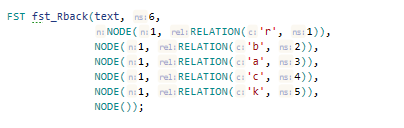 FST fst_Rback(text, ns: 6,
n: NODE( n: 1, rel: RELATION( c: 'r', ns: 1)),
NODE( n: 1, rel: RELATION( c: 'b', ns: 2)),
NODE( n: 1, rel: RELATION( c: 'a', ns: 3)),
NODE( n: 1, rel: RELATION( c: 'c', ns: 4)),
NODE( n: 1, rel: RELATION( c: 'k', ns: 5)),
NODE());